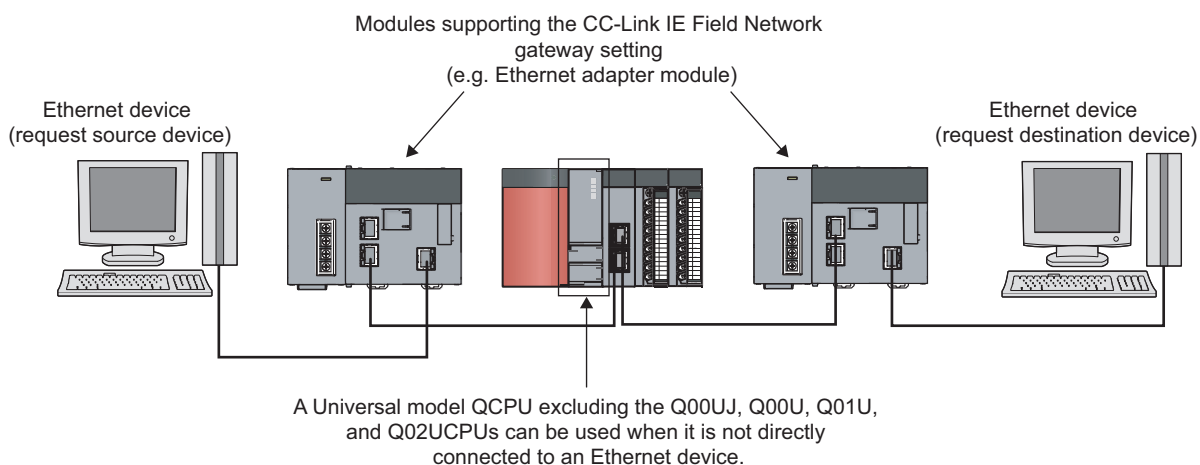 Modules supporting the CC-Link IE Field Network
gateway setting
(e.g. Ethernet adapter module)
Ethernet device
(request source device)
Ethernet device
(request destination device)
A Universal model QCPU excluding the Q00UJ, Q00U, Q01U,
and Q02UCPUs can be used when it is not directly
connected to an Ethernet device.